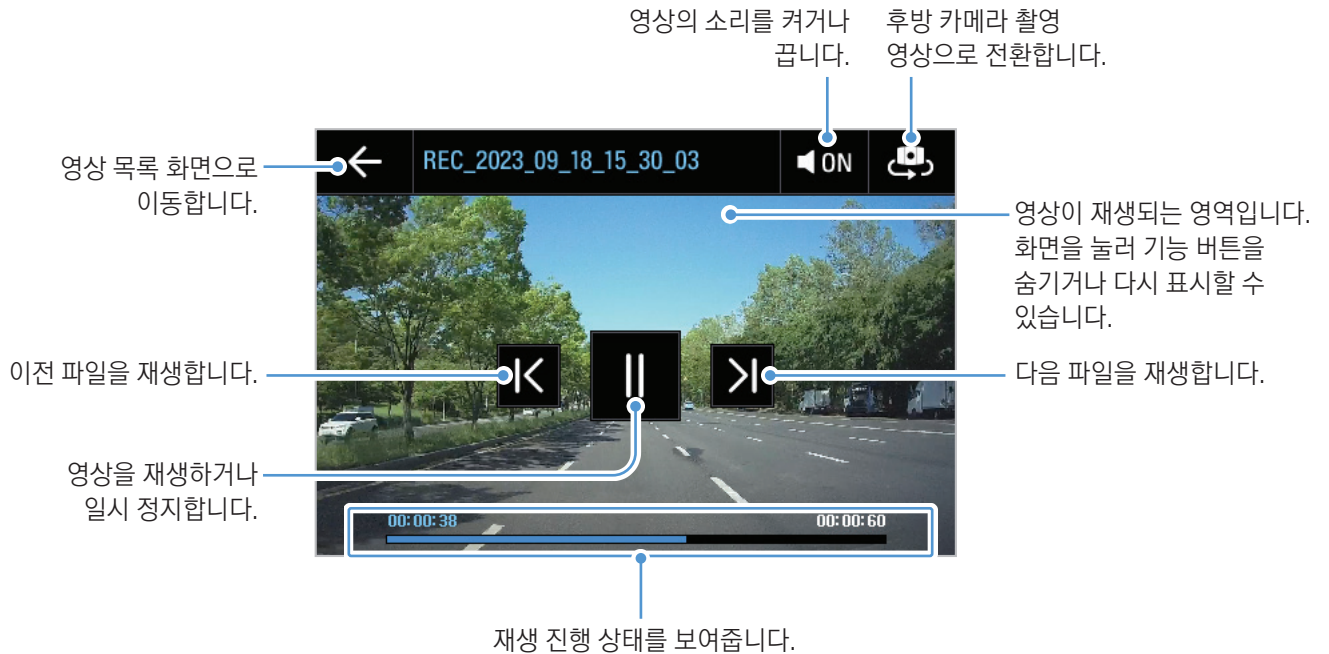 영상의 소리를 켜거나
끕니다.
후방 카메라 촬영
영상으로 전환합니다.
영상 목록 화면으로
이동합니다.
REC_2023_09_18_15_30_03
ON
영상이 재생되는 영역입니다.
화면을 눌러 기능 버튼을
숨기거나 다시 표시할 수
있습니다.
이전 파일을 재생합니다.
다음 파일을 재생합니다.
영상을 재생하거나
일시 정지합니다.
00:00:38
00:00:60
재생 진행 상태를 보여줍니다.